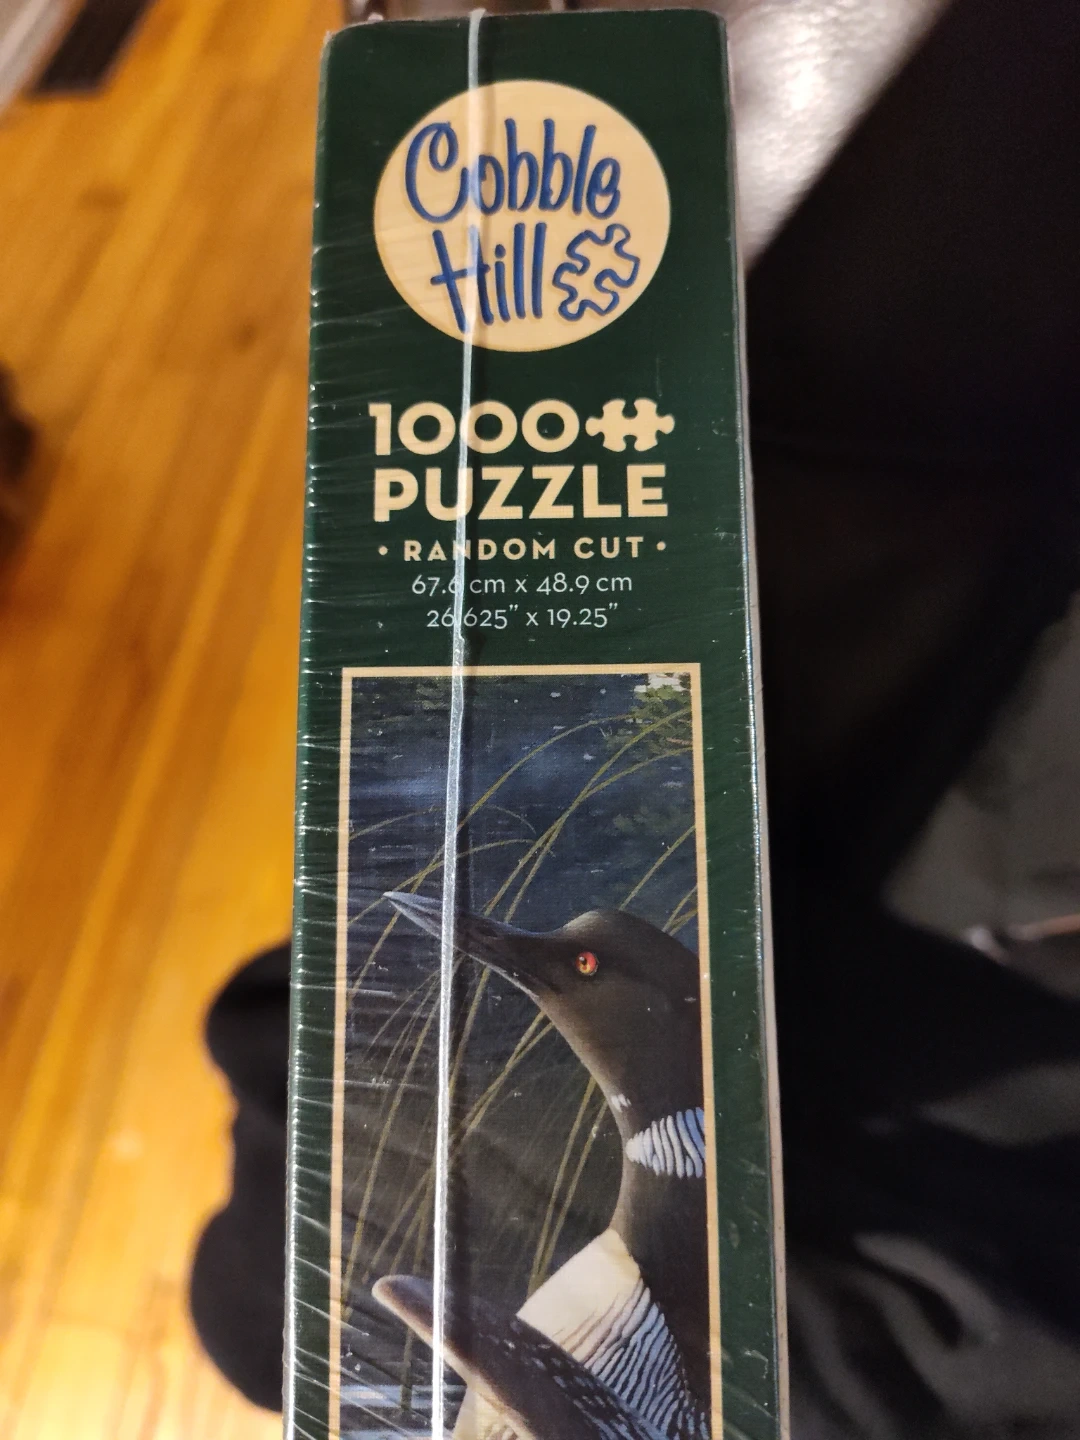 Cobble
Hill
1000
PUZZLE
• RANDOM CUT •
67.6 cm x 48.9 cm
26.625" x 19.25"